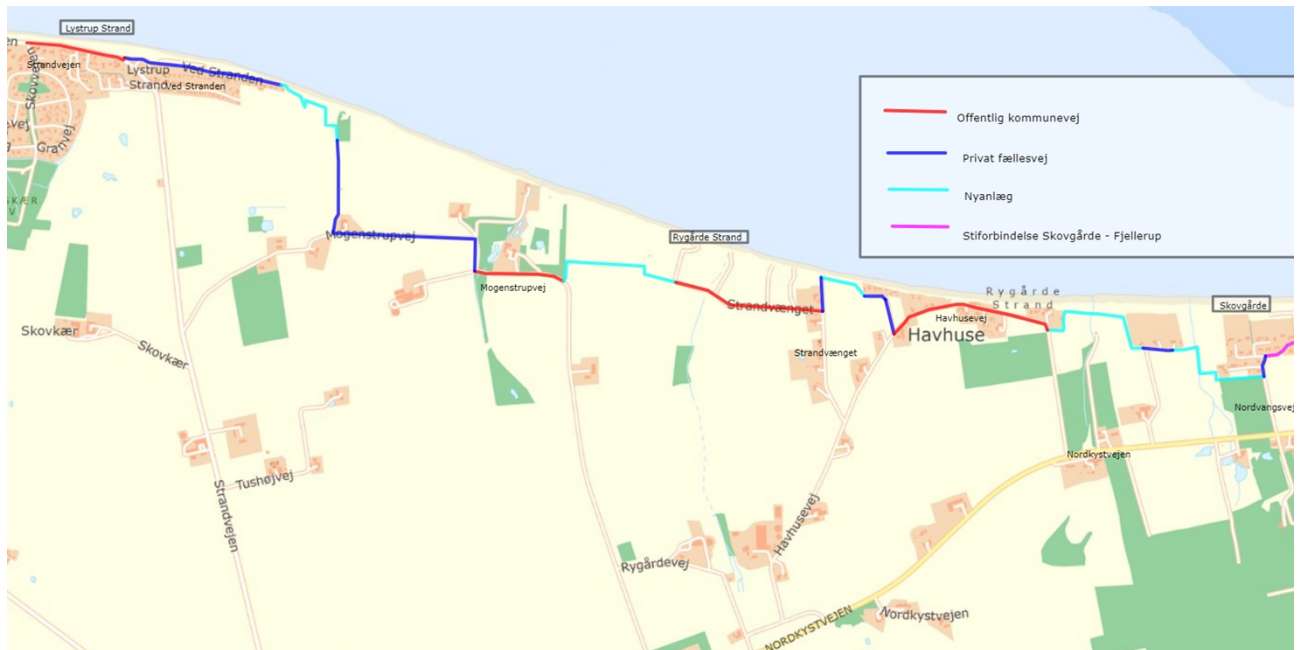 Lystrup Strand
Strandvejen
Skovvej
Lystrup
Strand
Ved Stranden
Ved Stranden
Granvej
Offentlig kommunevej
Privat fællesvej
Nyanlæg
Stiforbindelse Skovgårde - Fjellerup
Mogenstrupvej
Mogenstrupvej
Rygårde Strand
Strandvænget
Strandvænget
Havhusevej
Havhuse
Rygårde
Strand
Skovgårde
Nordvangsvej
Nordkystvejen
Skovkær
Skovkær
Tushøjvej
Strandvejen
Rygårdevej
Havhusevej
NORDKYSTVEJEN
Nordkystvejen